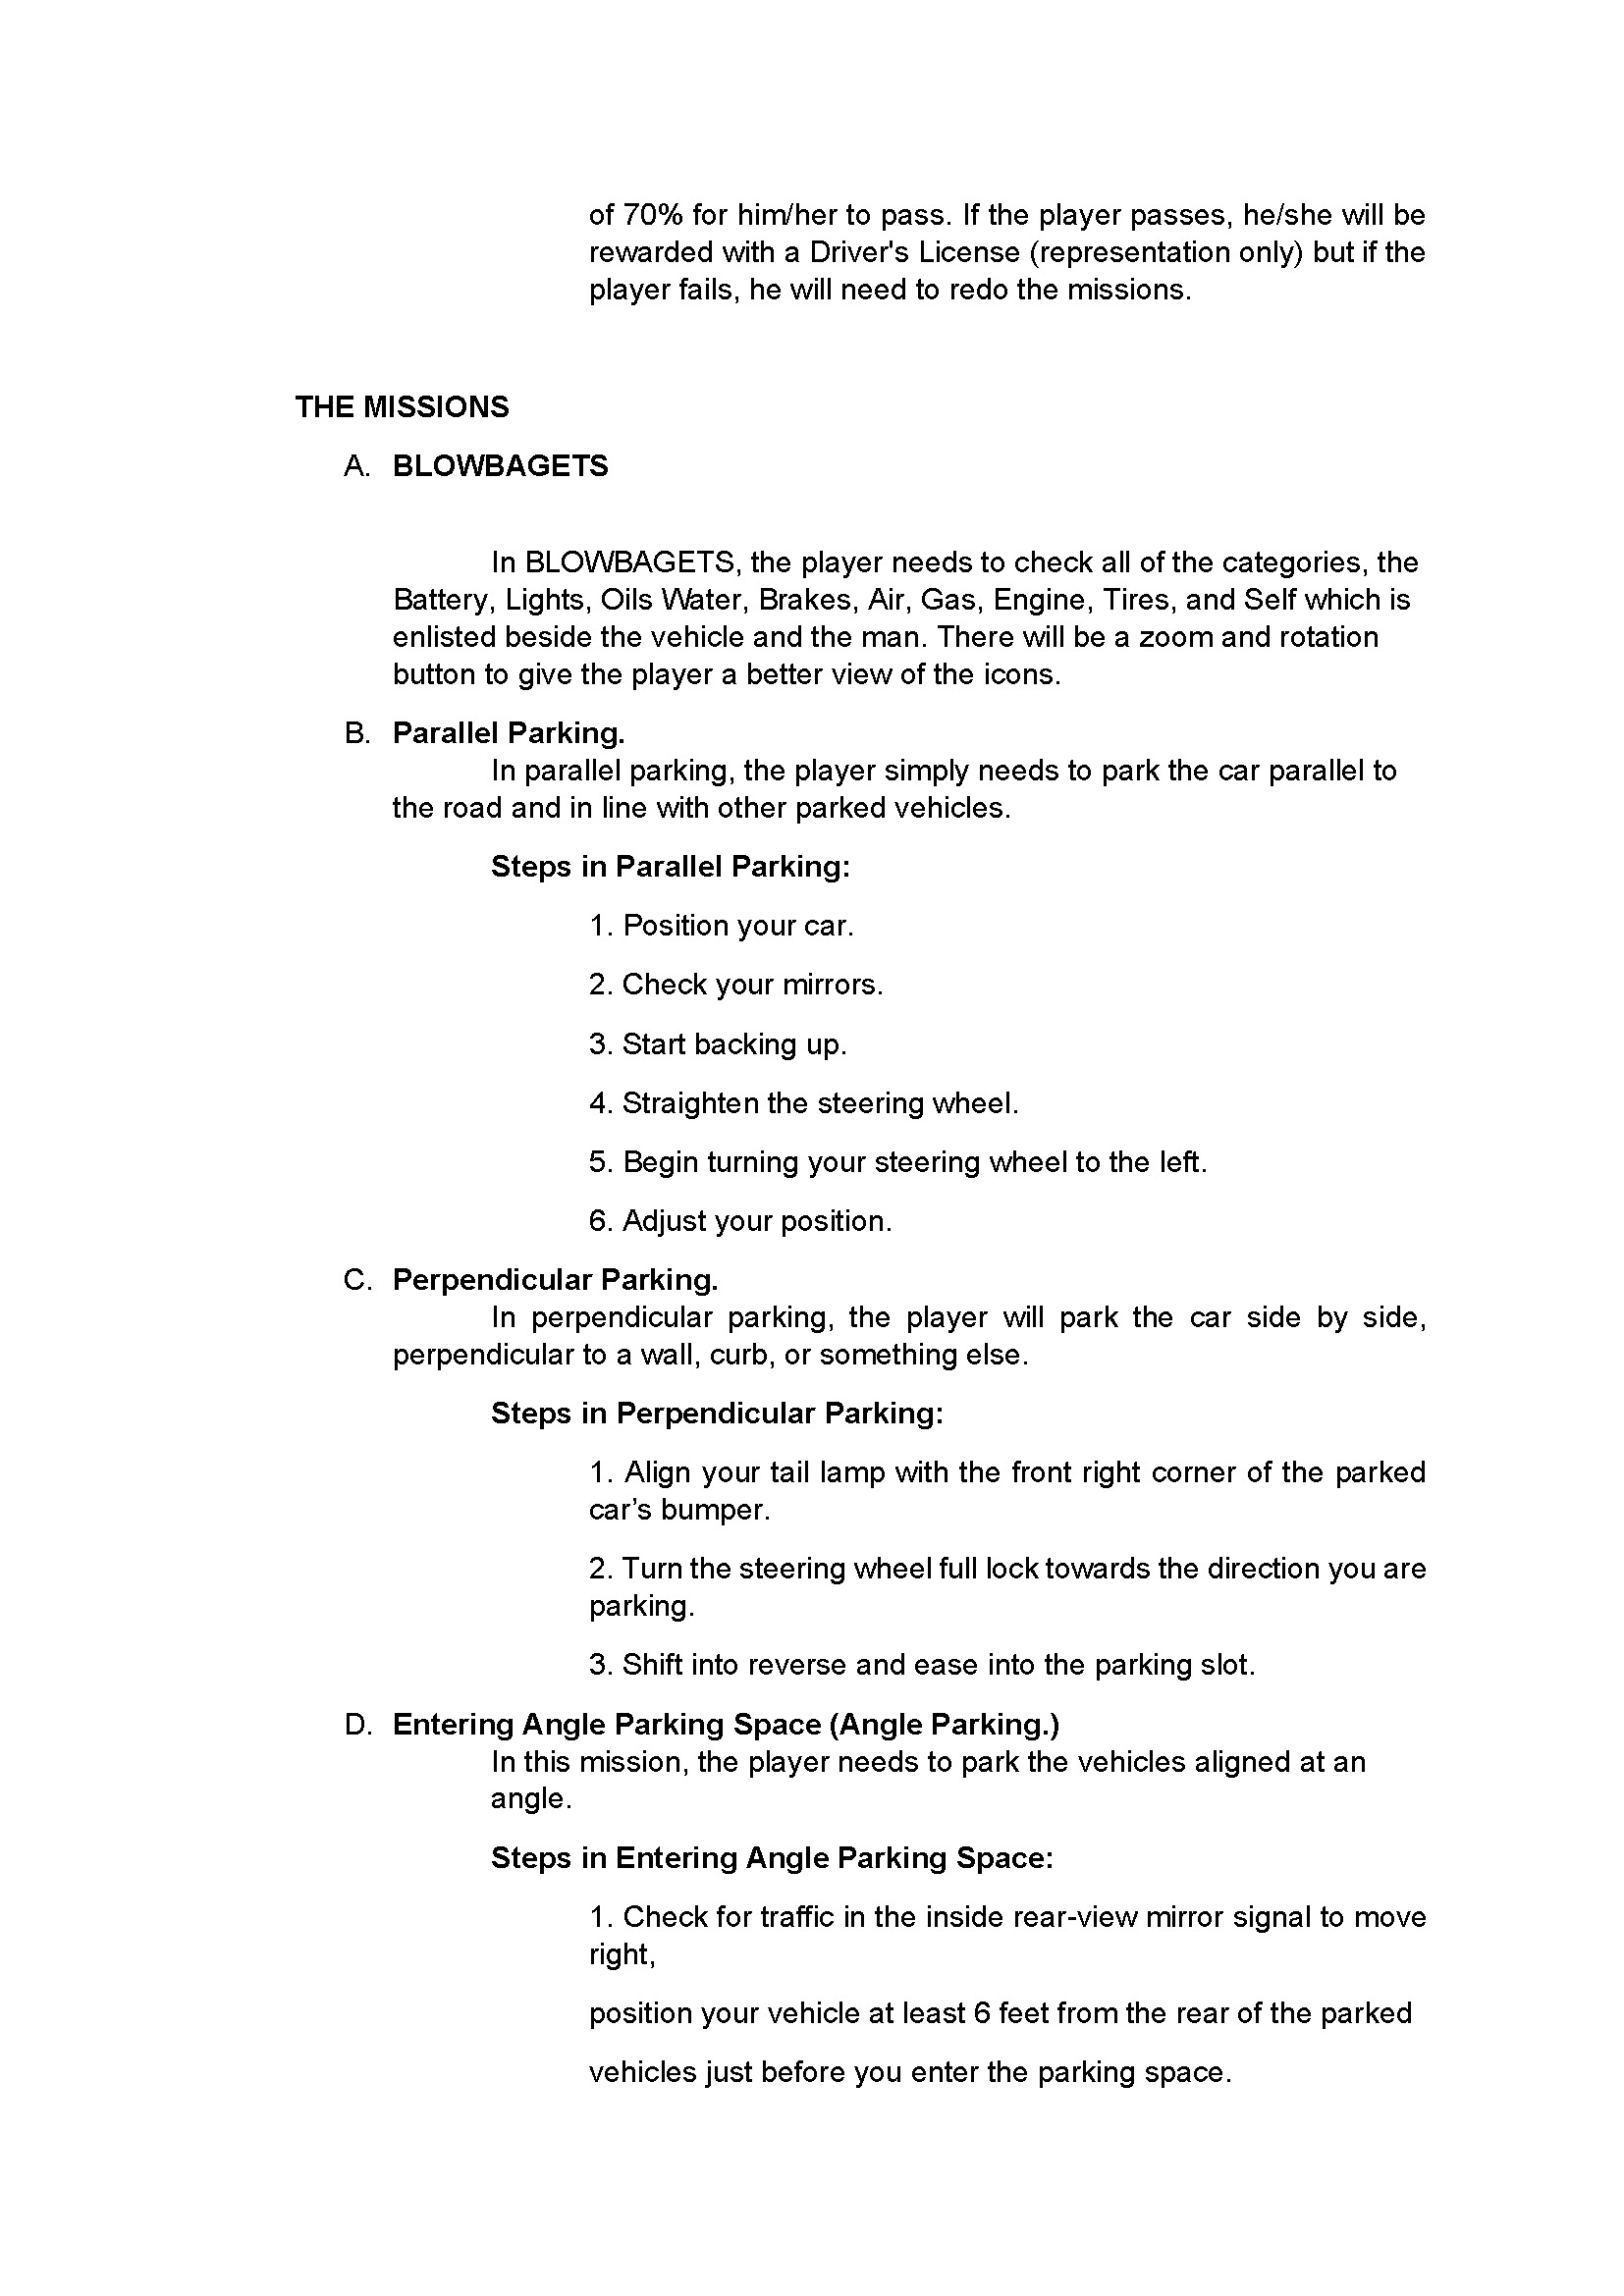 of 70% for him/her to pass. If the player passes, he/she will be
rewarded with a Driver's License (representation only) but if the
player fails, he will need to redo the missions.
THE MISSIONS
A. BLOWBAGETS
In BLOWBAGETS, the player needs to check all of the categories, the
Battery, Lights, Oils Water, Brakes, Air, Gas, Engine, Tires, and Self which is
enlisted beside the vehicle and the man. There will be a zoom and rotation
button to give the player a better view of the icons.
B. Parallel Parking.
In parallel parking, the player simply needs to park the car parallel to
the road and in line with other parked vehicles.
Steps in Parallel Parking:
1. Position your car.
2. Check your mirrors.
3. Start backing up.
4. Straighten the steering wheel.
5. Begin turning your steering wheel to the left.
6. Adjust your position.
C. Perpendicular Parking.
In perpendicular parking, the player will park the car side by side,
perpendicular to a wall, curb, or something else.
Steps in Perpendicular Parking:
1. Align your tail lamp with the front right corner of the parked
car’s bumper.
2. Turn the steering wheel full lock towards the direction you are
parking.
3. Shift into reverse and ease into the parking slot.
D. Entering Angle Parking Space (Angle Parking.)
In this mission, the player needs to park the vehicles aligned at an
angle.
Steps in Entering Angle Parking Space:
1. Check for traffic in the inside rear-view mirror signal to move
right,
position your vehicle at least 6 feet from the rear of the parked
vehicles just before you enter the parking space.